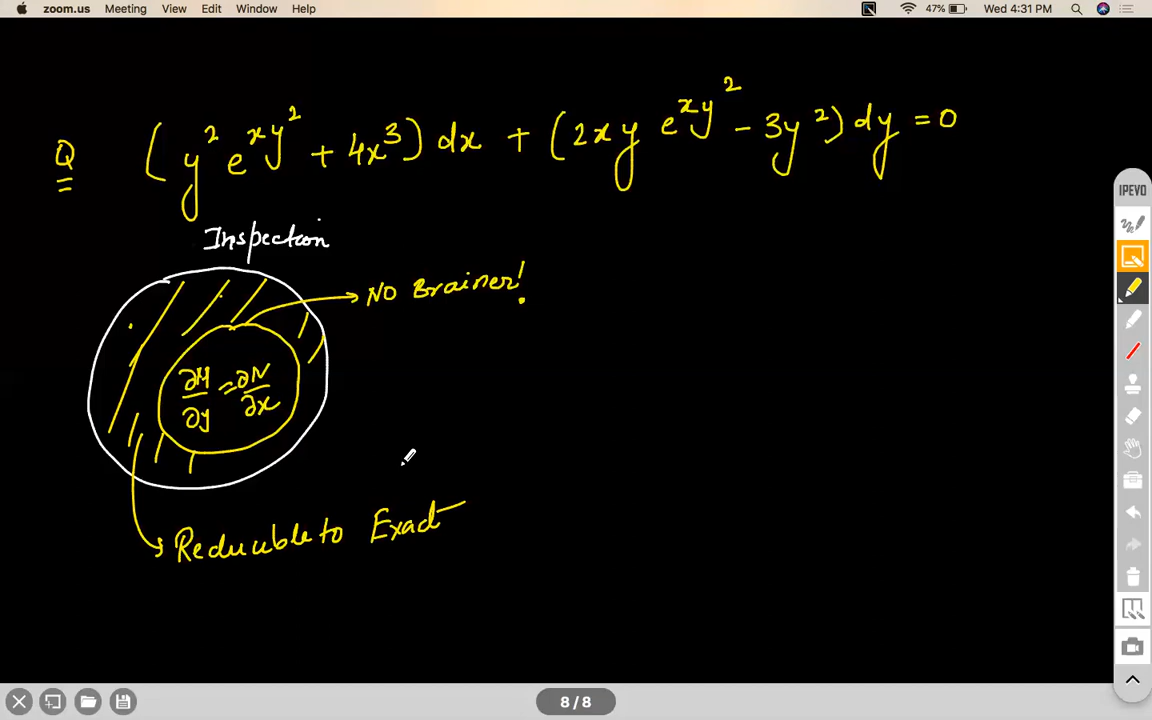 zoom.us Meeting View Edit Window Help 47% Wed 4:31 PM
Q (y² e^{xy²} + 4x³) dx + (2xy e^{xy²} - 3y²) dy = 0
IPEVO
Inspection
NO Brainer!
∂M/∂y = ∂N/∂x
Reducible to Exact
8 / 8